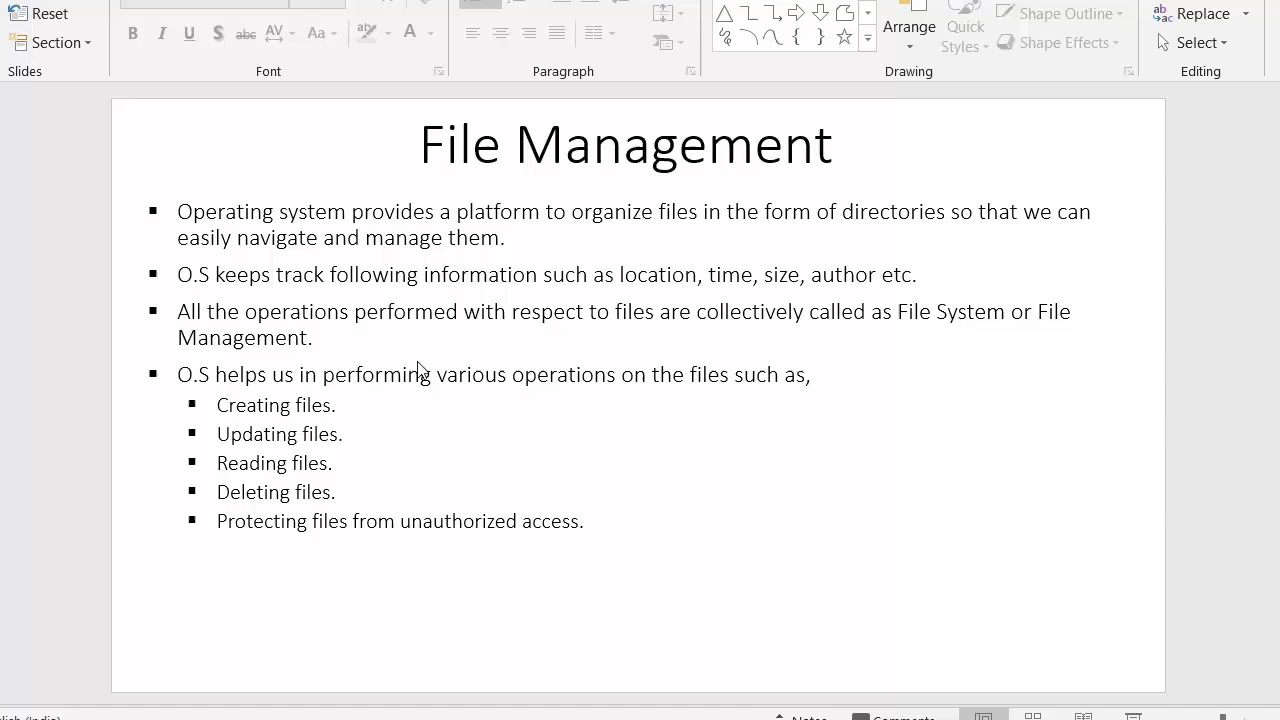 Reset
Section
Slides
B I U S abc AV Aa A
Font
Paragraph
Arrange
Quick
Styles
Shape Outline
Shape Effects
Drawing
Replace
Select
Editing
File Management
Operating system provides a platform to organize files in the form of directories so that we can
easily navigate and manage them.
O.S keeps track following information such as location, time, size, author etc.
All the operations performed with respect to files are collectively called as File System or File
Management.
O.S helps us in performing various operations on the files such as,
Creating files.
Updating files.
Reading files.
Deleting files.
Protecting files from unauthorized access.